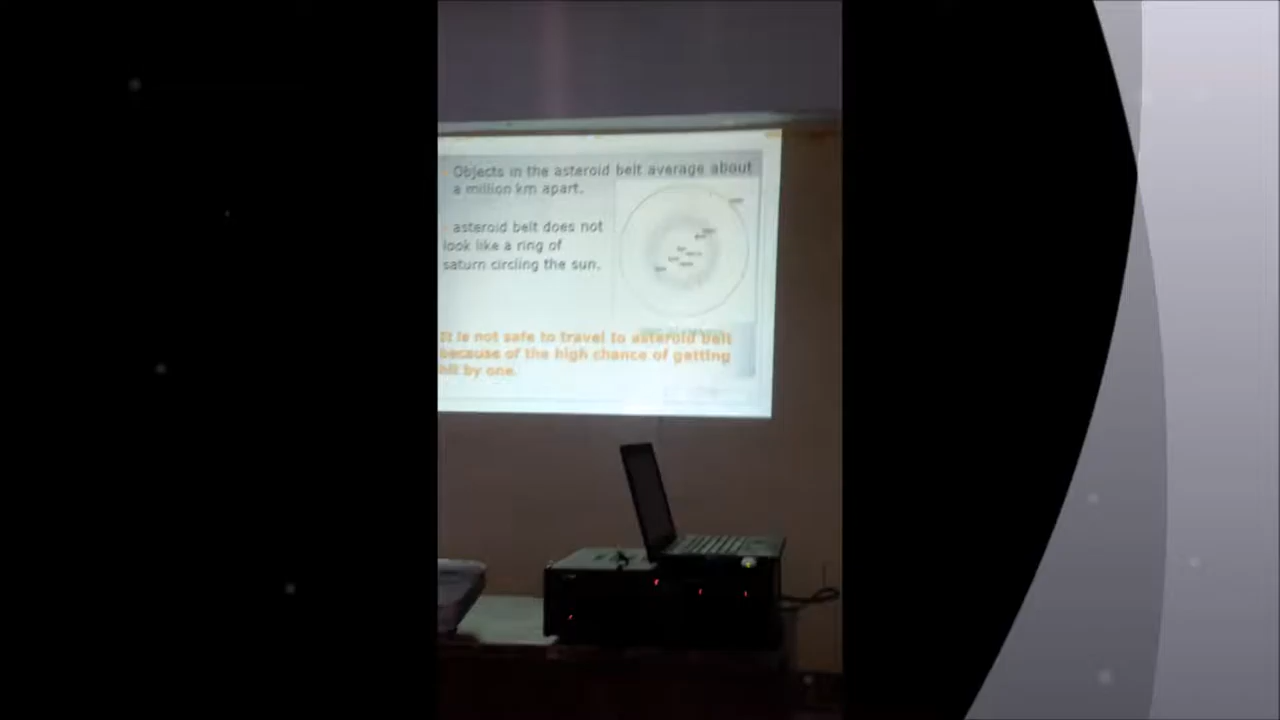 Objects in the asteroid belt average about
a million km apart.
asteroid belt does not
look like a ring of
saturn circling the sun.
It is not safe to travel to asteroid belt
because of the high chance of getting
hit by one.